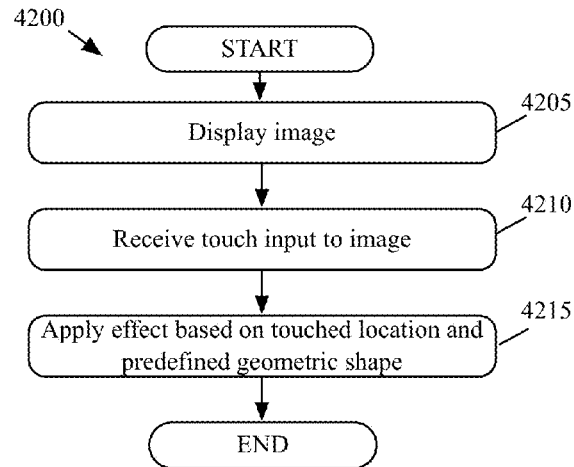 4200
START
4205
Display image
4210
Receive touch input to image
4215
Apply effect based on touched location and
predefined geometric shape
END